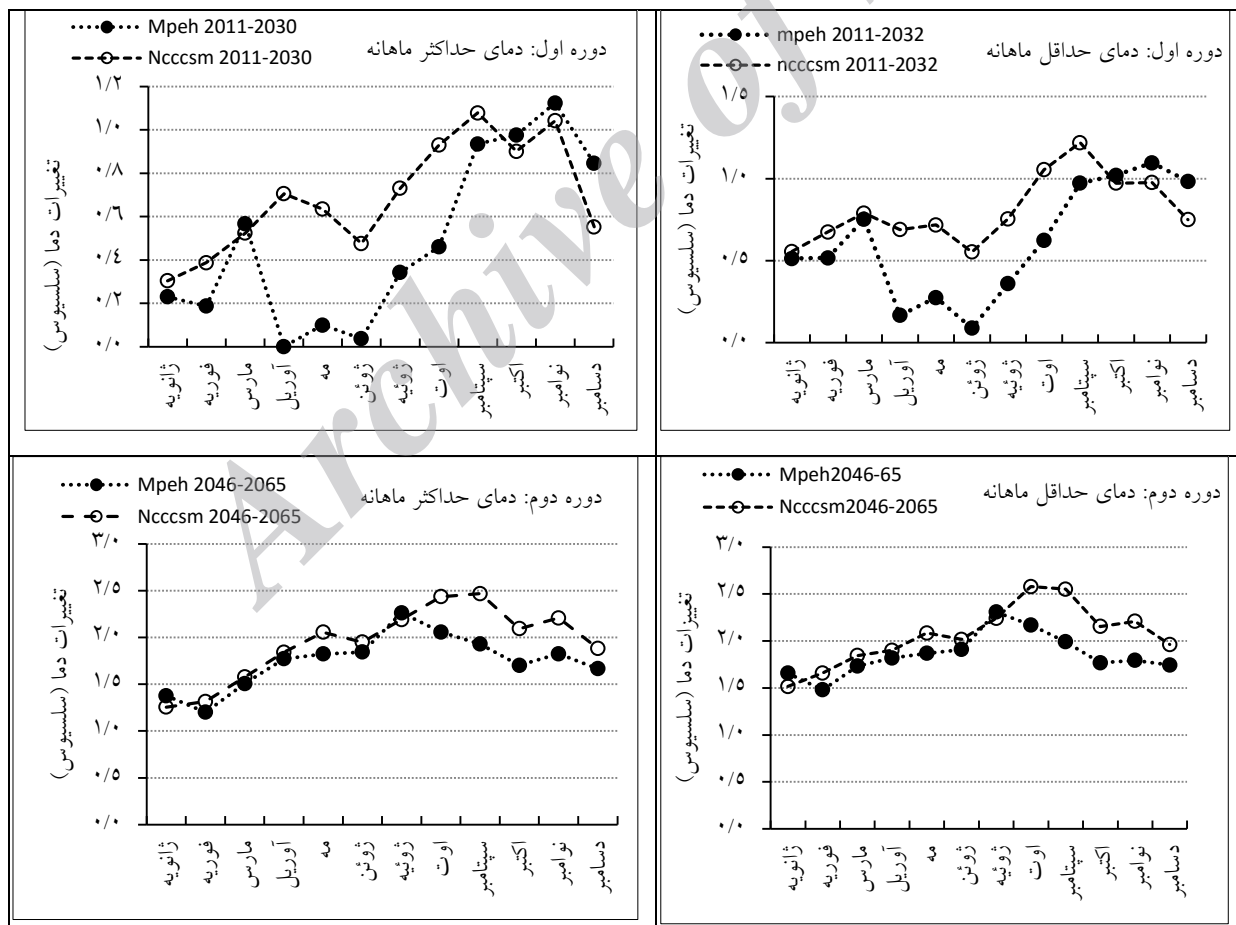 Mpeh 2011-2030
Ncccsm 2011-2030
دوره اول: دمای حداکثر ماهانه
تغییرات دما (سلسیوس)
۱/۲
۱/۰
۰/۸
۰/۶
۰/۴
۰/۲
۰/۰
ژانویه
فوریه
مارس
آوریل
مه
ژوئن
ژوئیه
اوت
سپتامبر
اکتبر
نوامبر
دسامبر
mpeh 2011-2032
ncccsm 2011-2032
دوره اول: دمای حداقل ماهانه
تغییرات دما (سلسیوس)
۱/۵
۱/۰
۰/۵
۰/۰
ژانویه
فوریه
مارس
آوریل
مه
ژوئن
ژوئیه
اوت
سپتامبر
اکتبر
نوامبر
دسامبر
Mpeh 2046-2065
Ncccsm 2046-2065
دوره دوم: دمای حداکثر ماهانه
تغییرات دما (سلسیوس)
۳/۰
۲/۵
۲/۰
۱/۵
۱/۰
۰/۵
۰/۰
ژانویه
فوریه
مارس
آوریل
مه
ژوئن
ژوئیه
اوت
سپتامبر
اکتبر
نوامبر
دسامبر
Mpeh2046-65
Ncccsm2046-2065
دوره دوم: دمای حداقل ماهانه
تغییرات دما (سلسیوس)
۳/۰
۲/۵
۲/۰
۱/۵
۱/۰
۰/۵
۰/۰
ژانویه
فوریه
مارس
آوریل
مه
ژوئن
ژوئیه
اوت
سپتامبر
اکتبر
نوامبر
دسامبر
Archive of